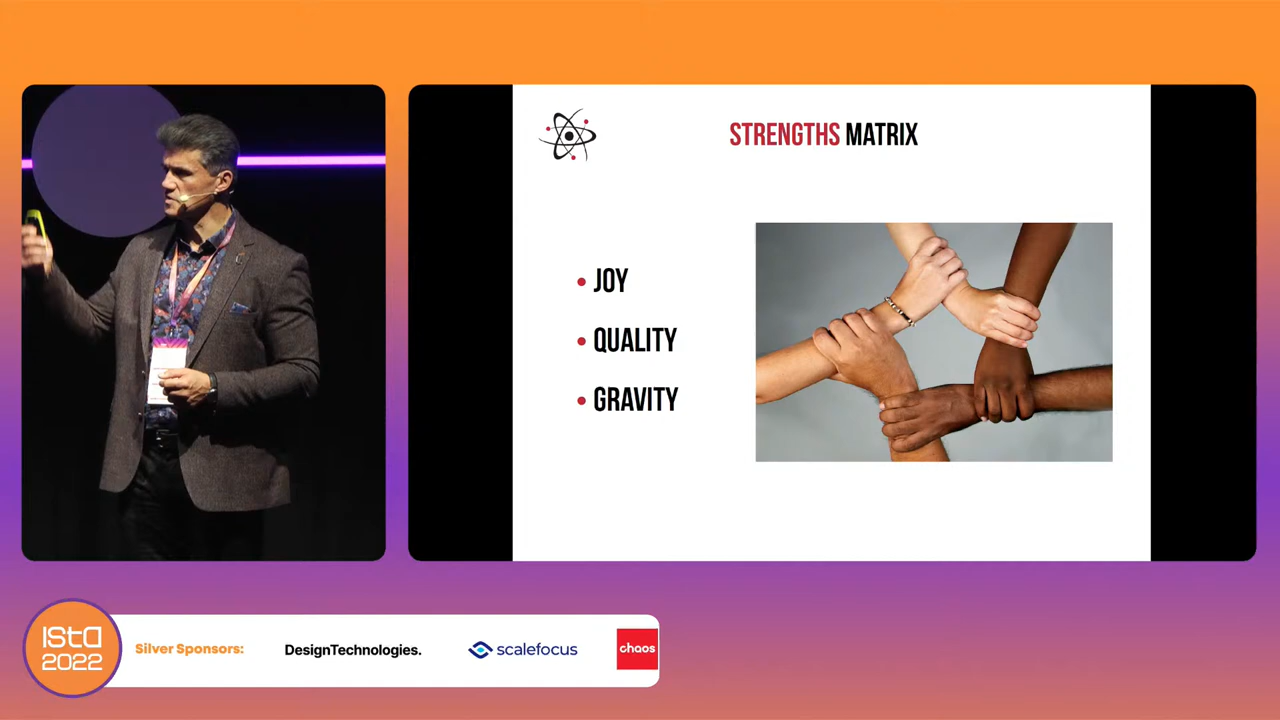 STRENGTHS MATRIX
• JOY
• QUALITY
• GRAVITY
ISta
2022
Silver Sponsors:
DesignTechnologies.
scalefocus
chaos